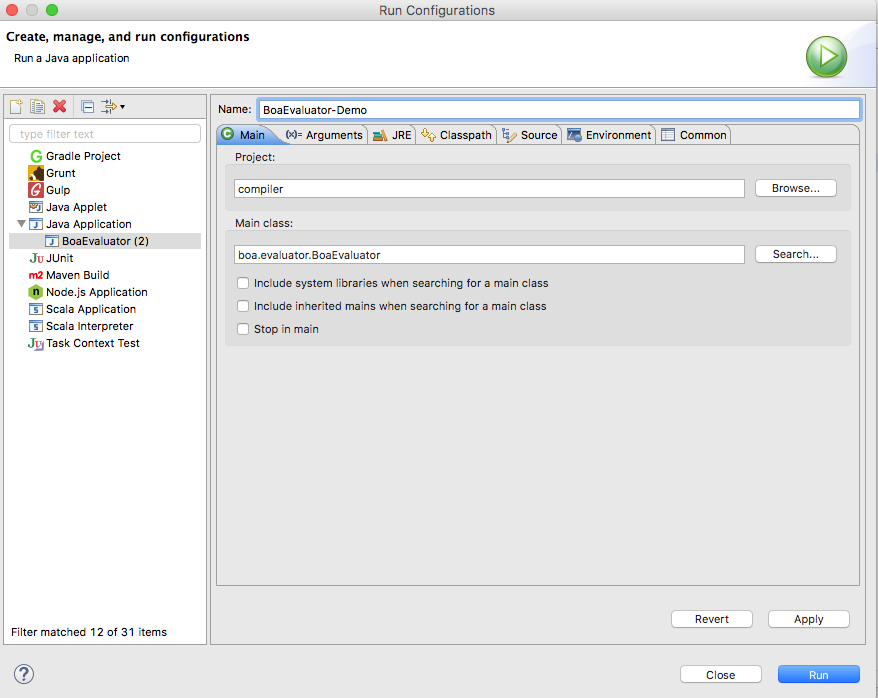 Run Configurations
Create, manage, and run configurations
Run a Java application
type filter text
G Gradle Project
Grunt
Gulp
Java Applet
J Java Application
J BoaEvaluator (2)
Ju JUnit
m2 Maven Build
n Node.js Application
S Scala Application
S Scala Interpreter
Ju Task Context Test
Filter matched 12 of 31 items
Name: BoaEvaluator-Demo
C Main (x)= Arguments JRE Classpath Source Environment Common
Project:
compiler Browse...
Main class:
boa.evaluator.BoaEvaluator Search...
Include system libraries when searching for a main class
Include inherited mains when searching for a main class
Stop in main
Revert Apply
? Close Run